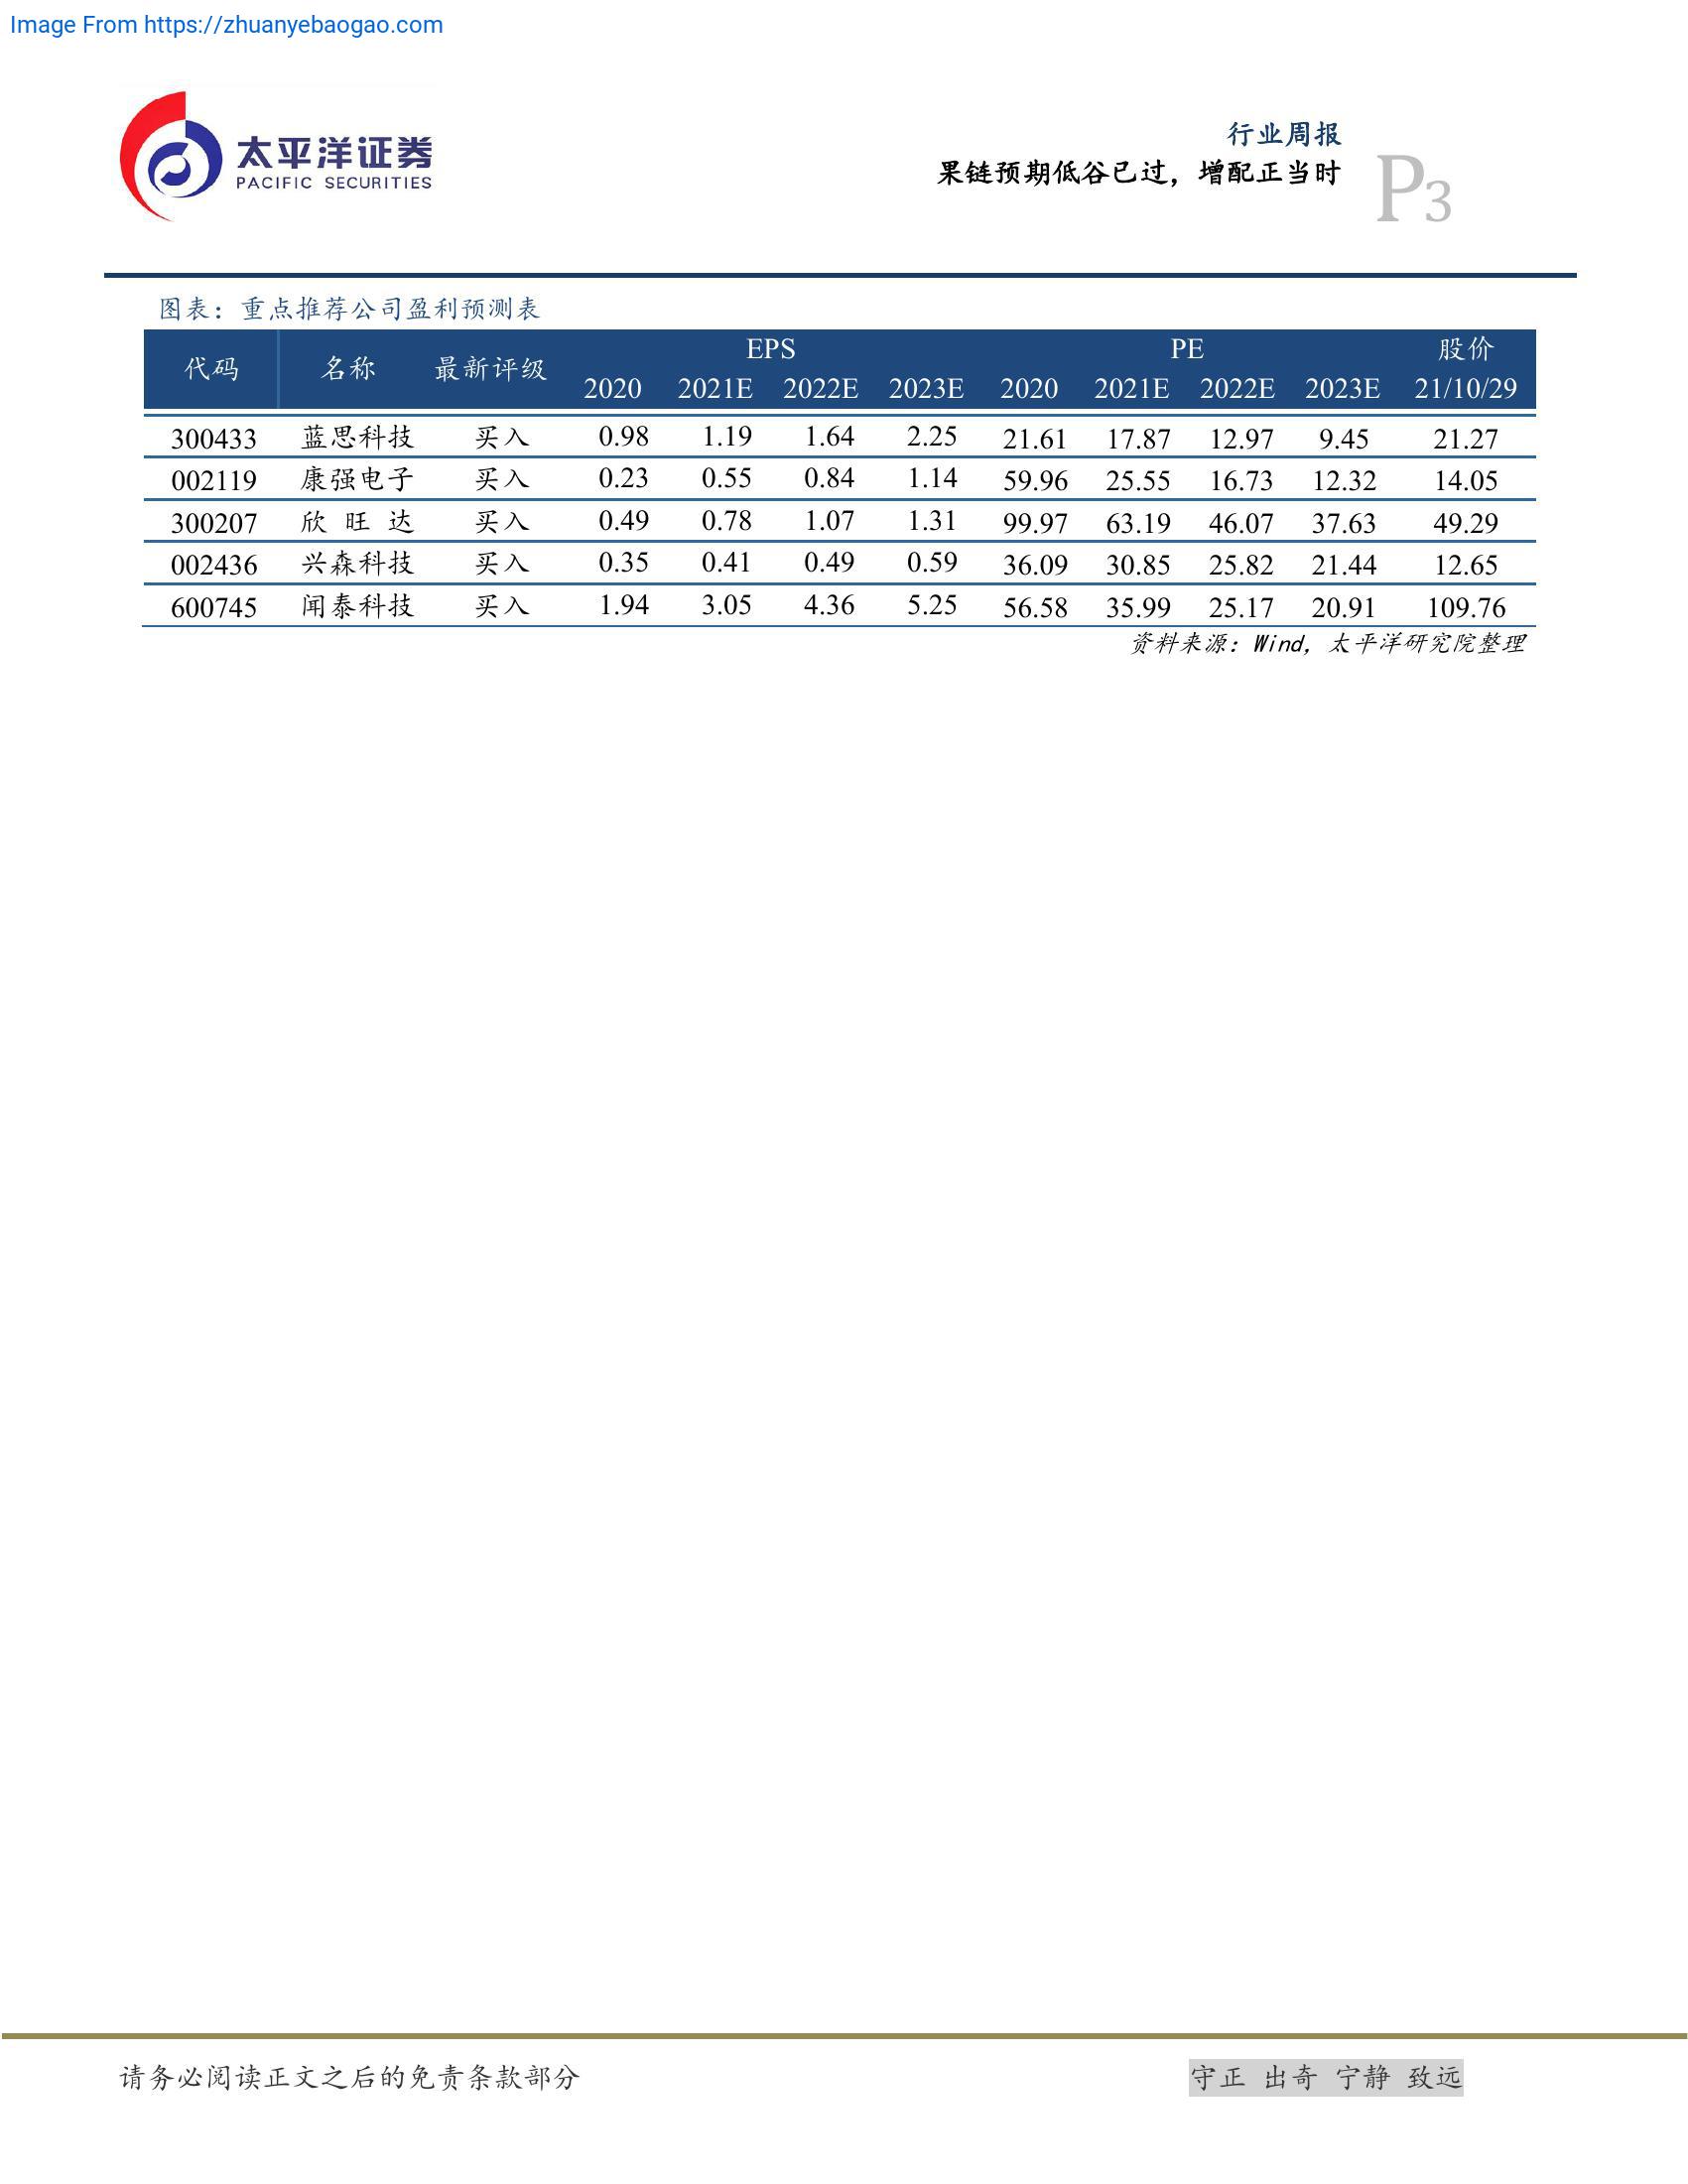 Image From https://zhuanyebaogao.com
太平洋证券
PACIFIC SECURITIES
行业周报
果链预期低谷已过，增配正当时
P3
图表：重点推荐公司盈利预测表
代码 名称 最新评级 EPS PE 股价
2020 2021E 2022E 2023E 2020 2021E 2022E 2023E 21/10/29
300433 蓝思科技 买入 0.98 1.19 1.64 2.25 21.61 17.87 12.97 9.45 21.27
002119 康强电子 买入 0.23 0.55 0.84 1.14 59.96 25.55 16.73 12.32 14.05
300207 欣 旺 达 买入 0.49 0.78 1.07 1.31 99.97 63.19 46.07 37.63 49.29
002436 兴森科技 买入 0.35 0.41 0.49 0.59 36.09 30.85 25.82 21.44 12.65
600745 闻泰科技 买入 1.94 3.05 4.36 5.25 56.58 35.99 25.17 20.91 109.76
资料来源：Wind，太平洋研究院整理
请务必阅读正文之后的免责条款部分
守正 出奇 宁静 致远